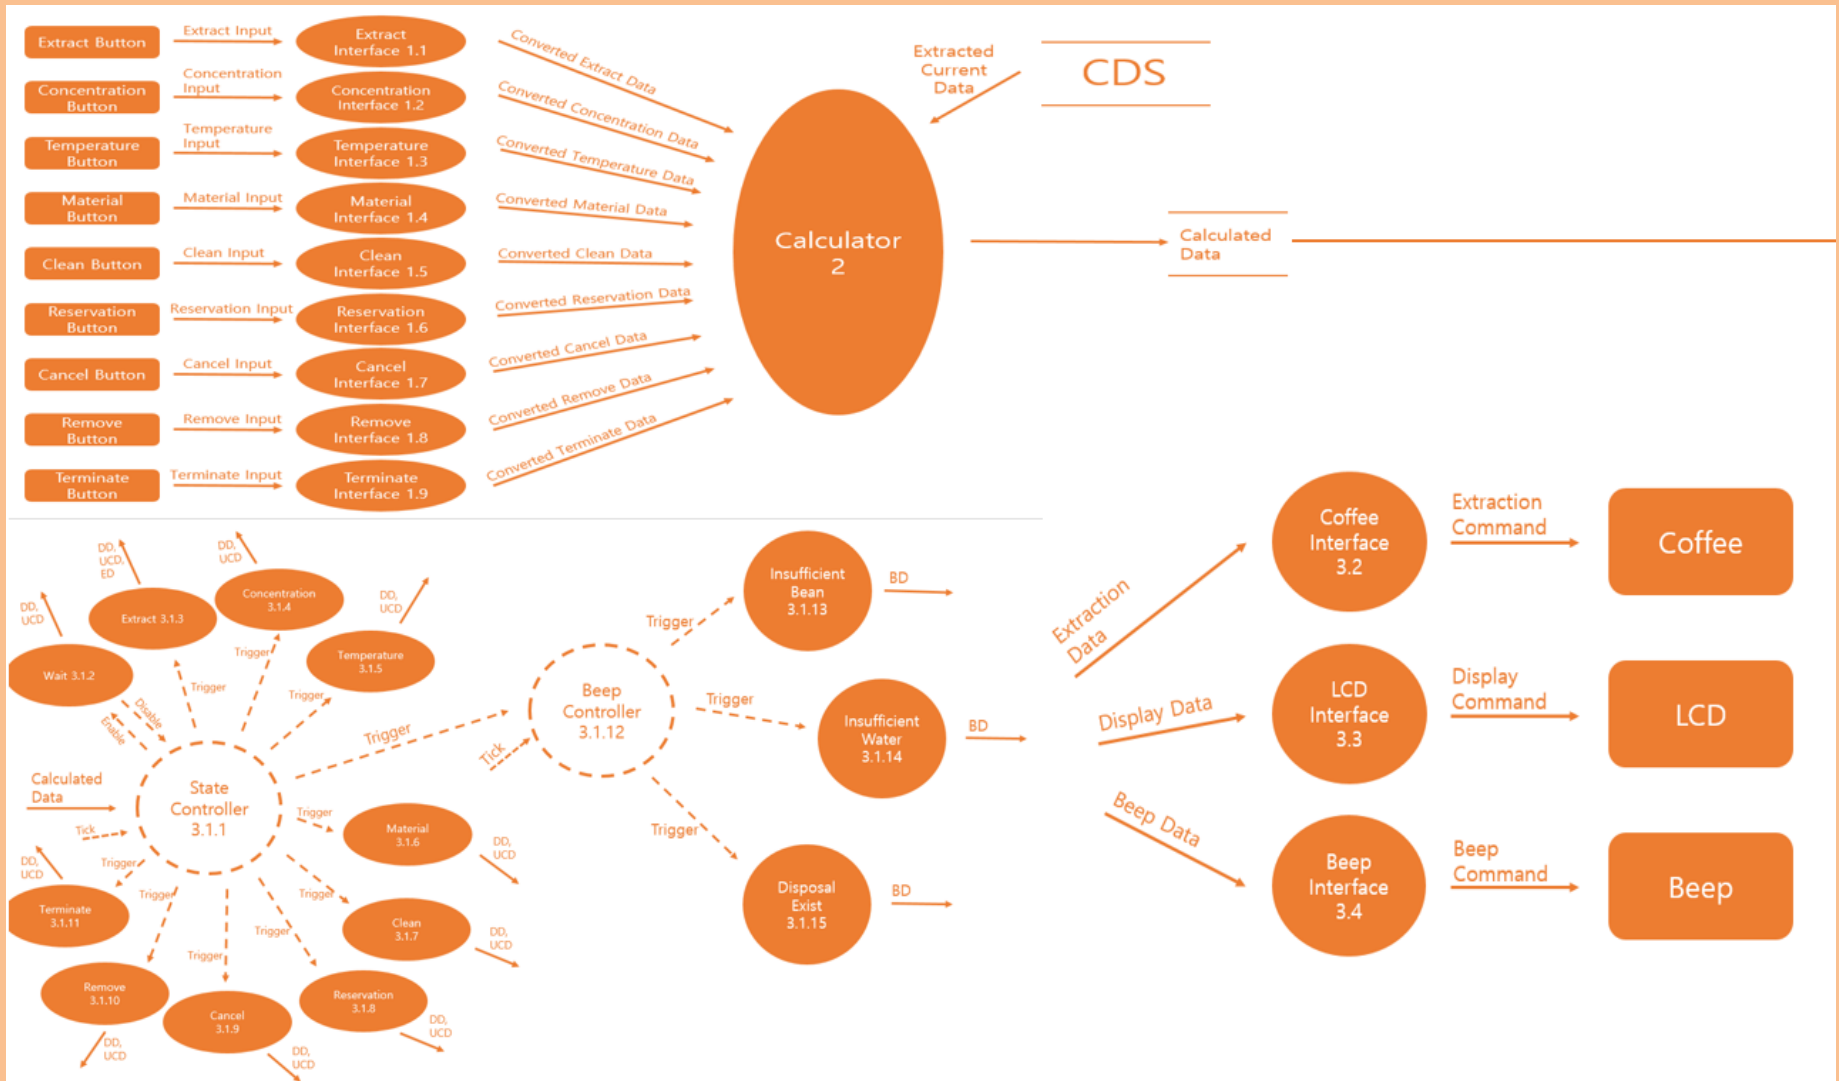 Extract Button
Extract Input
Extract
Interface 1.1
Converted Extract Data
Concentration
Button
Concentration
Input
Concentration
Interface 1.2
Converted Concentration Data
Temperature
Button
Temperature
Input
Temperature
Interface 1.3
Converted Temperature Data
Material
Button
Material Input
Material
Interface 1.4
Converted Material Data
Clean Button
Clean Input
Clean
Interface 1.5
Converted Clean Data
Reservation
Button
Reservation Input
Reservation
Interface 1.6
Converted Reservation Data
Cancel Button
Cancel Input
Cancel
Interface 1.7
Converted Cancel Data
Remove
Button
Remove Input
Remove
Interface 1.8
Converted Remove Data
Terminate
Button
Terminate Input
Terminate
Interface 1.9
Converted Terminate Data
Calculator
2
Extracted
Current
Data
CDS
Calculated
Data
DD,
UCD
Wait 3.1.2
DD,
UCD,
ED
Extract 3.1.3
DD,
UCD
Concentration
3.1.4
DD,
UCD
Temperature
3.1.5
Disable
Enable
Trigger
Trigger
Trigger
Trigger
Calculated
Data
Tick
State
Controller
3.1.1
Trigger
Material
3.1.6
DD,
UCD
Trigger
Clean
3.1.7
DD,
UCD
Trigger
Reservation
3.1.8
DD,
UCD
Trigger
Cancel
3.1.9
DD,
UCD
Trigger
Remove
3.1.10
DD,
UCD
Trigger
Terminate
3.1.11
DD,
UCD
Tick
Beep
Controller
3.1.12
Trigger
Insufficient
Bean
3.1.13
BD
Trigger
Insufficient
Water
3.1.14
BD
Trigger
Disposal
Exist
3.1.15
BD
Extraction
Data
Coffee
Interface
3.2
Extraction
Command
Coffee
Display Data
LCD
Interface
3.3
Display
Command
LCD
Beep Data
Beep
Interface
3.4
Beep
Command
Beep